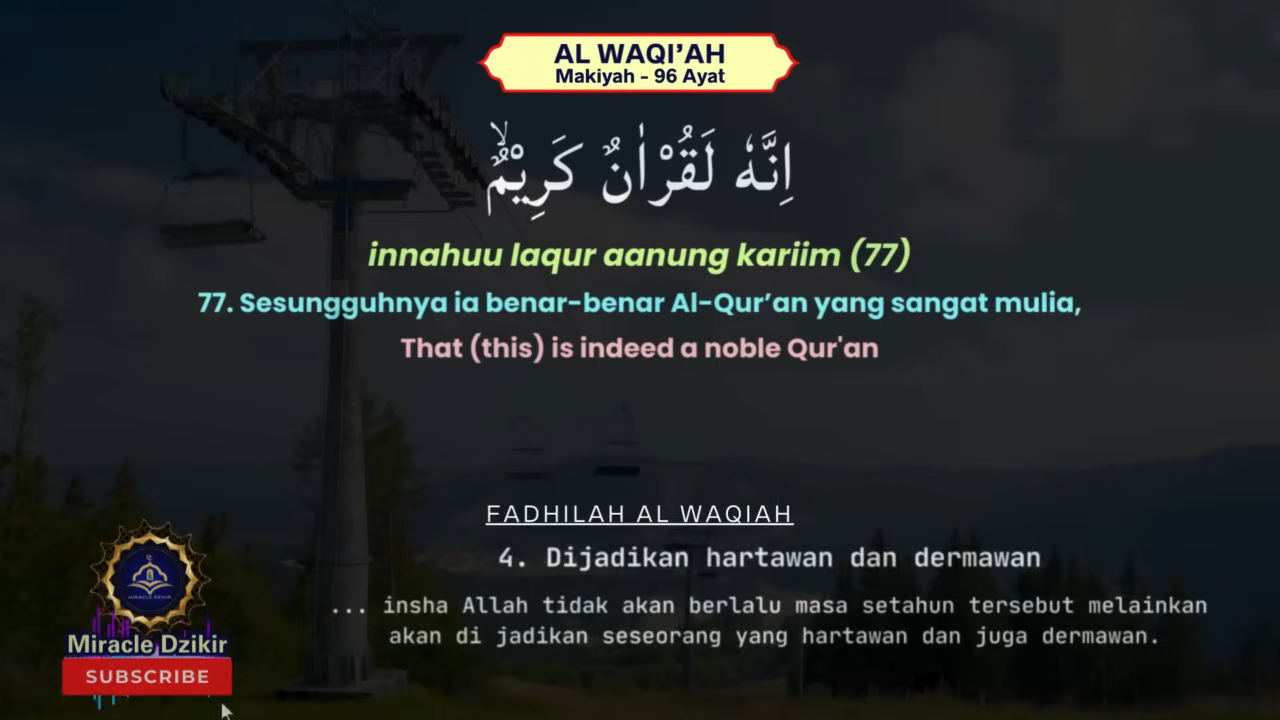 AL WAQI’AH
Makiyah - 96 Ayat
اِنَّهٗ لَقُرْاٰنٌ كَرِيْمٌۙ
innahuu laqur aanung kariim (77)
77. Sesungguhnya ia benar-benar Al-Qur’an yang sangat mulia,
That (this) is indeed a noble Qur'an
FADHILAH AL WAQIAH
4. Dijadikan hartawan dan dermawan
... insha Allah tidak akan berlalu masa setahun tersebut melainkan
akan di jadikan seseorang yang hartawan dan juga dermawan.
MIRACLE DZIKIR
Miracle Dzikir
SUBSCRIBE